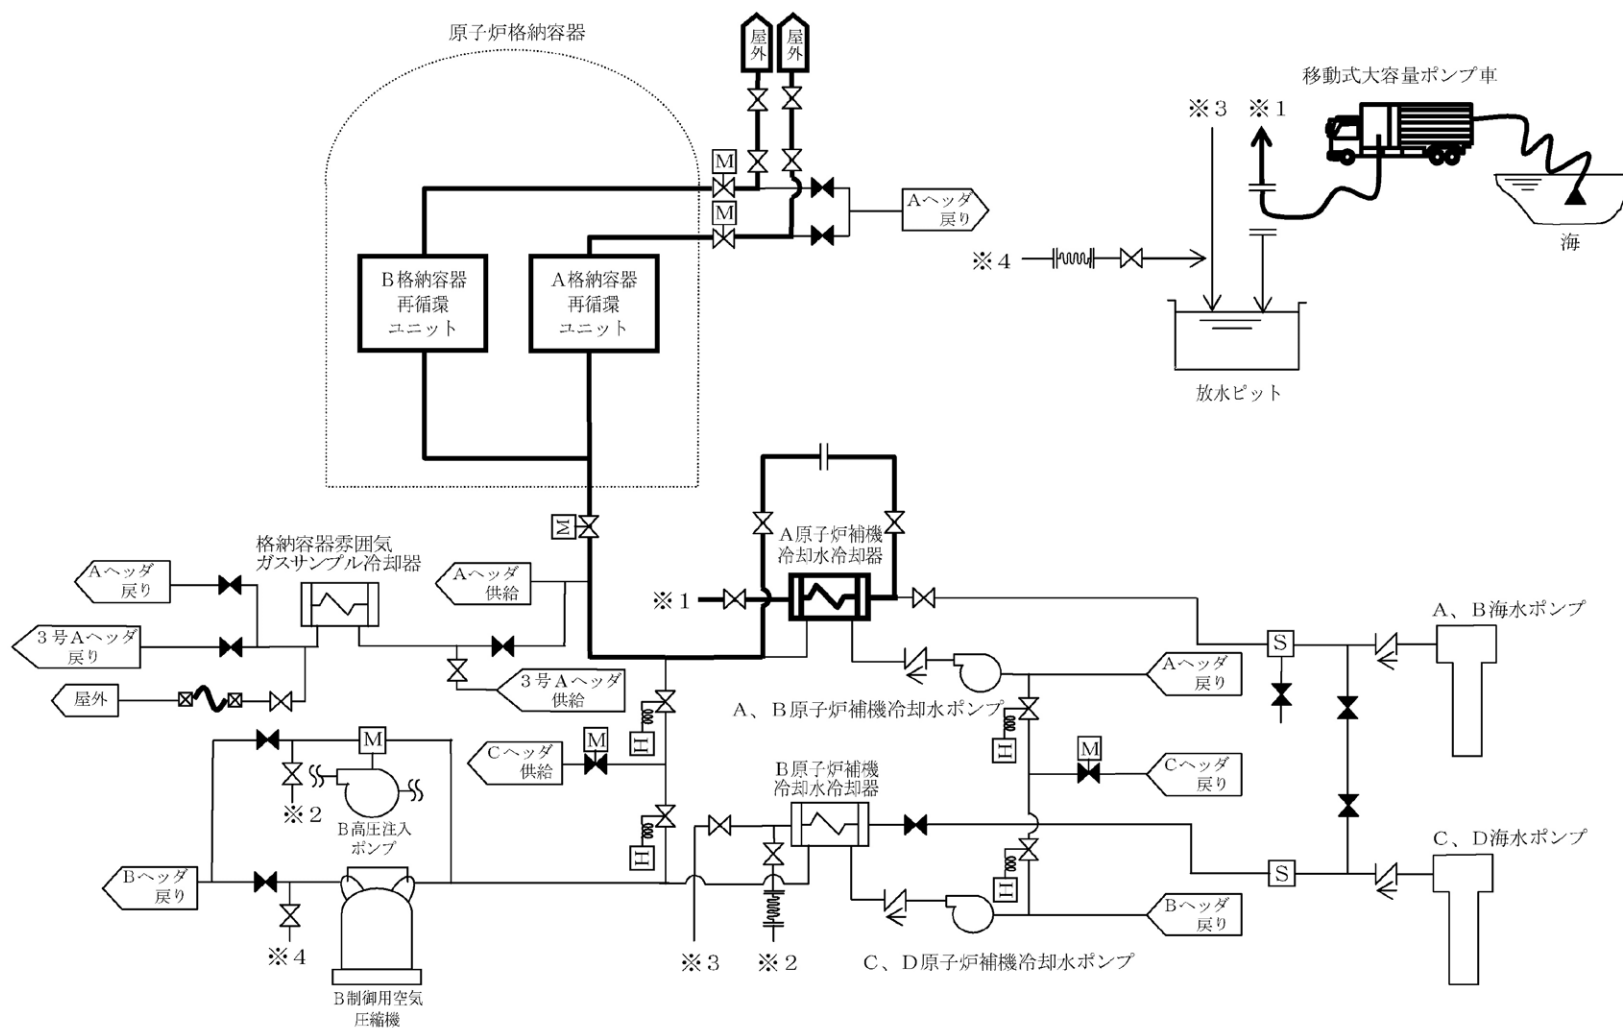 原子炉格納容器
屋外
屋外
移動式大容量ポンプ車
※3
※1
M
M
Aヘッダ
戻り
※4
海
B格納容器
再循環
ユニット
A格納容器
再循環
ユニット
放水ピット
M
A原子炉補機
冷却水冷却器
格納容器雰囲気
ガスサンプル冷却器
Aヘッダ
戻り
Aヘッダ
供給
※1
A、B海水ポンプ
3号Aヘッダ
戻り
S
Aヘッダ
戻り
3号Aヘッダ
供給
屋外
A、B原子炉補機冷却水ポンプ
H
H
M
M
M
Cヘッダ
供給
Cヘッダ
戻り
B原子炉補機
冷却水冷却器
※2
B高圧注入
ポンプ
C、D海水ポンプ
H
H
S
Bヘッダ
戻り
Bヘッダ
戻り
※4
※3
※2
C、D原子炉補機冷却水ポンプ
B制御用空気
圧縮機